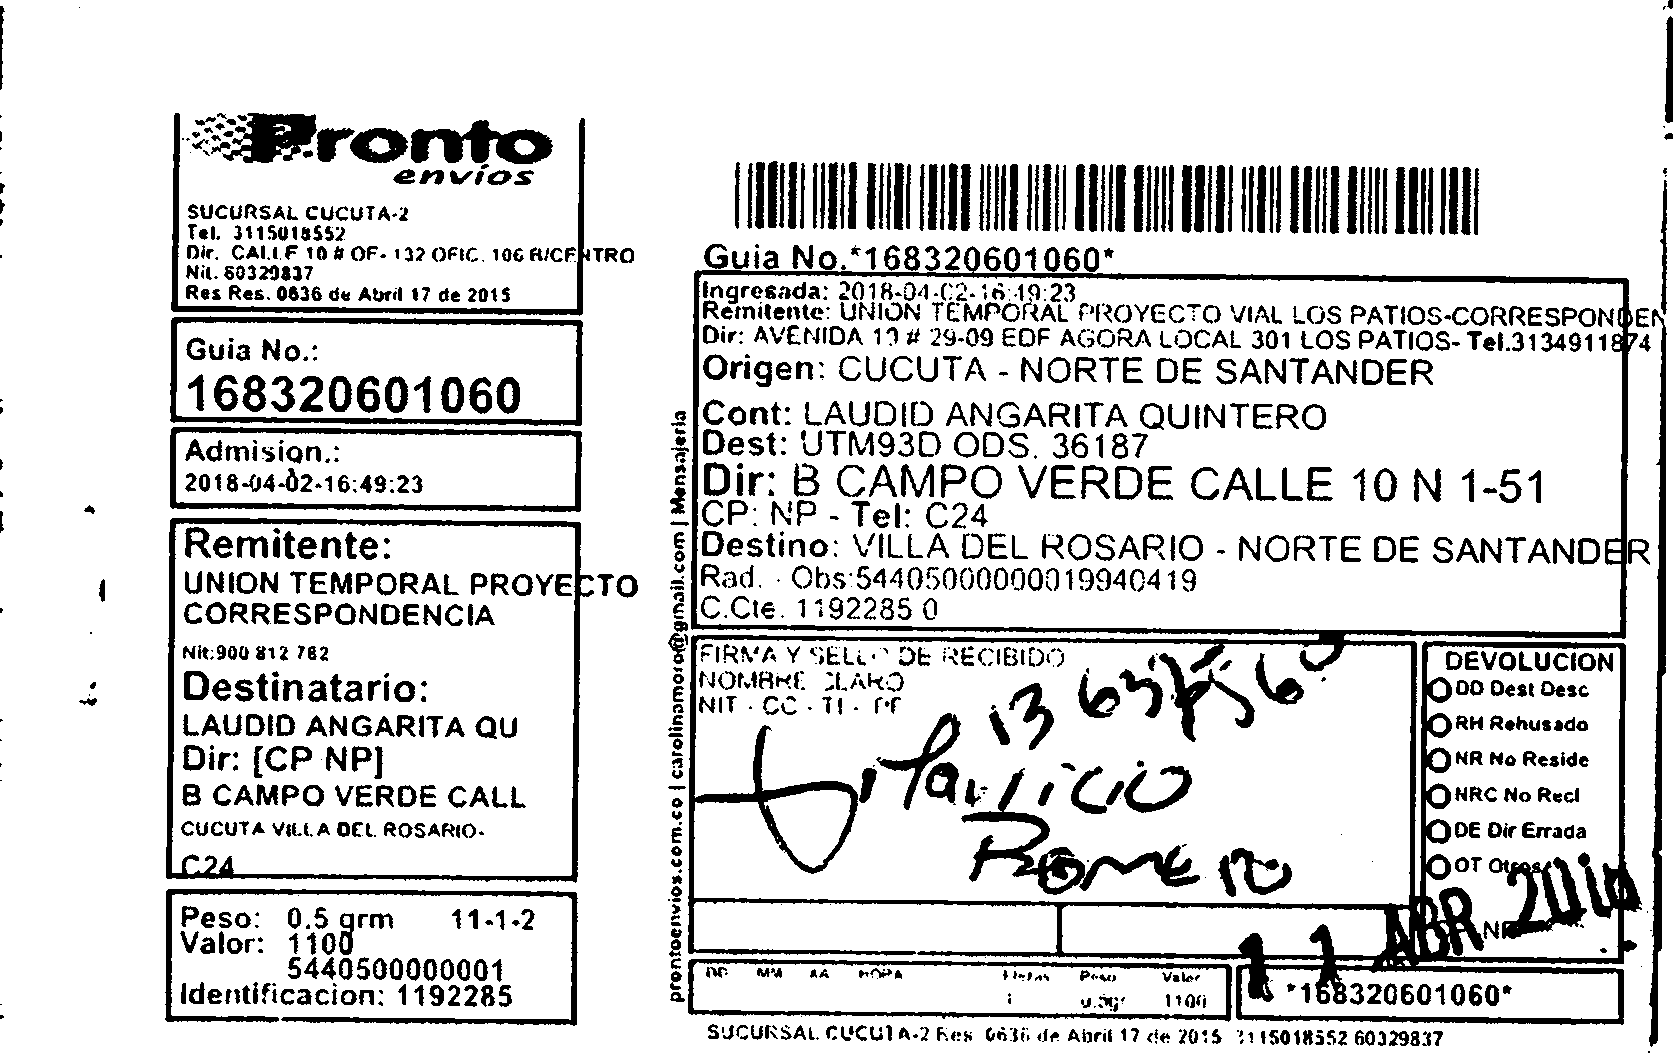 Pronto
envíos
SUCURSAL CUCUTA-2
Tel. 3115018552
Dir. CALLE 10 # OF- 132 OFIC. 106 B/CENTRO
Nit. 60329837
Res Res. 0636 de Abril 17 de 2015
Guia No.:
168320601060
Admision.:
2018-04-02-16:49:23
Remitente:
UNION TEMPORAL PROYECTO
CORRESPONDENCIA
Nit:900 812 762
Destinatario:
LAUDID ANGARITA QU
Dir: [CP NP]
B CAMPO VERDE CALL
CUCUTA VILLA DEL ROSARIO-
C24
Peso: 0.5 grm 11-1-2
Valor: 1100
5440500000001
Identificacion: 1192285
prontoenvios.com.co | carolinamoro@gmail.com | Mensajeria
Guia No.*168320601060*
Ingresada: 2018-04-02-16:49:23
Remitente: UNION TEMPORAL PROYECTO VIAL LOS PATIOS-CORRESPONDEN
Dir: AVENIDA 10 # 29-09 EDF AGORA LOCAL 301 LOS PATIOS- Tel.3134911874
Origen: CUCUTA - NORTE DE SANTANDER
Cont: LAUDID ANGARITA QUINTERO
Dest: UTM93D ODS. 36187
Dir: B CAMPO VERDE CALLE 10 N 1-51
CP: NP - Tel: C24
Destino: VILLA DEL ROSARIO - NORTE DE SANTANDER
Rad. - Obs:54405000000019940419
C.Cte. 1192285 0
FIRMA Y SELLO DE RECIBIDO
NOMBRE CLARO
NIT - CC - TI - PE
Mauricio
Romero
DEVOLUCION
DD Dest Desc
RH Rehusado
NR No Reside
NRC No Recl
DE Dir Errada
OT Otros
11 ABR
DD MM AA HORA Piezas Peso Valor
1 0.5gr 1100
*168320601060*
SUCURSAL CUCUTA-2 Res. 0636 de Abril 17 de 2015 3115018552 60329837